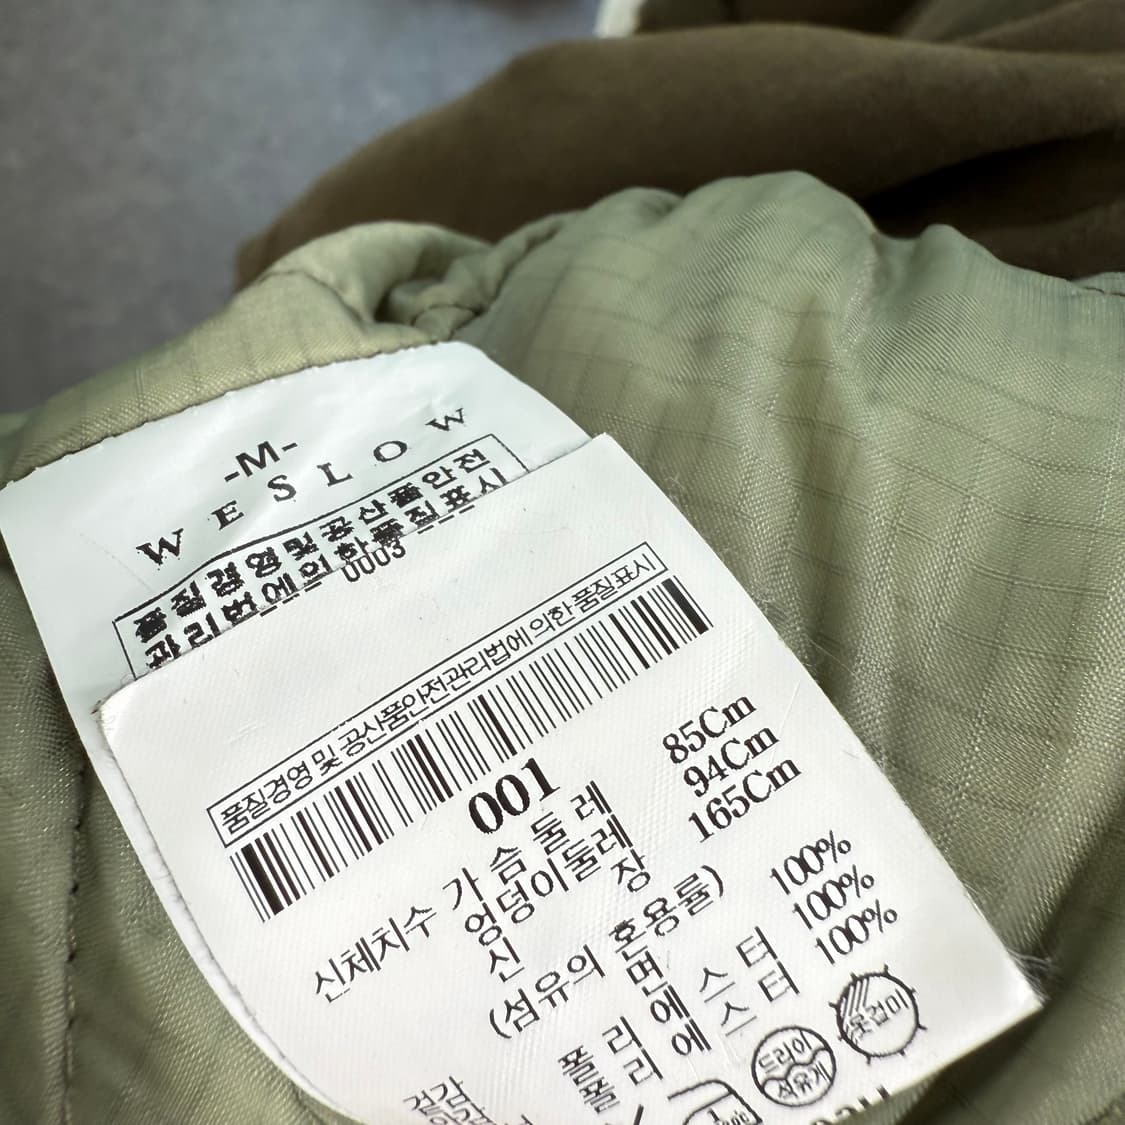 -M-
WESLOW
품질경영 및 공산품안전
관리법에의한품질표시
0003
품질경영 및 공산품안전관리법에 의한 품질표시
001
신체치수 가슴둘레 85Cm
엉덩이둘레 94Cm
신장 165Cm
(섬유의 혼용률)
면 100%
폴리에스터 100%
폴리에스터 100%
드라이
석유계
옷걸이